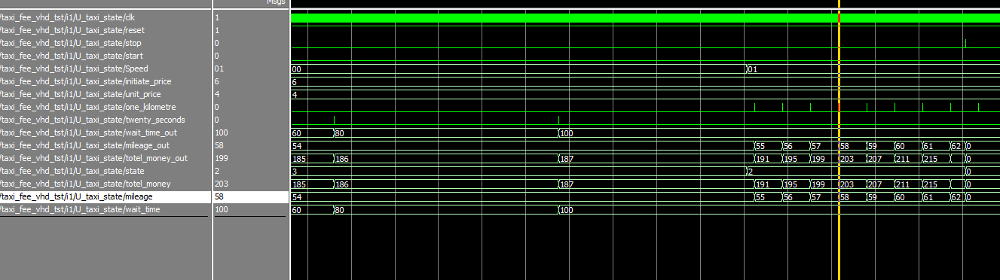 Msgs
/taxi_fee_vhd_tst/i1/U_taxi_state/clk 1
/taxi_fee_vhd_tst/i1/U_taxi_state/reset 1
/taxi_fee_vhd_tst/i1/U_taxi_state/stop 0
/taxi_fee_vhd_tst/i1/U_taxi_state/start 0
/taxi_fee_vhd_tst/i1/U_taxi_state/Speed 01 00 01
/taxi_fee_vhd_tst/i1/U_taxi_state/initiate_price 6 6
/taxi_fee_vhd_tst/i1/U_taxi_state/unit_price 4 4
/taxi_fee_vhd_tst/i1/U_taxi_state/one_kilometre 0
/taxi_fee_vhd_tst/i1/U_taxi_state/twenty_seconds 0
/taxi_fee_vhd_tst/i1/U_taxi_state/wait_time_out 100 60 80 100
/taxi_fee_vhd_tst/i1/U_taxi_state/mileage_out 58 54 55 56 57 58 59 60 61 62 0
/taxi_fee_vhd_tst/i1/U_taxi_state/totel_money_out 199 185 186 187 191 195 199 203 207 211 215 0
/taxi_fee_vhd_tst/i1/U_taxi_state/state 2 3 2 0
/taxi_fee_vhd_tst/i1/U_taxi_state/totel_money 203 185 186 187 191 195 199 203 207 211 215 0
/taxi_fee_vhd_tst/i1/U_taxi_state/mileage 58 54 55 56 57 58 59 60 61 62 0
/taxi_fee_vhd_tst/i1/U_taxi_state/wait_time 100 60 80 100